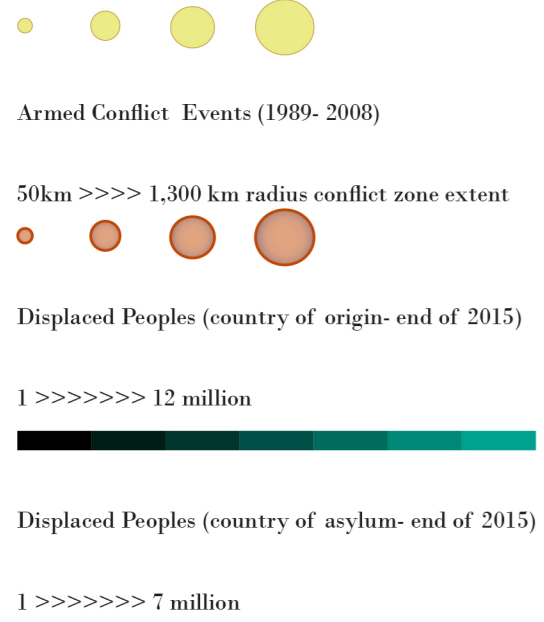 Armed Conflict Events (1989- 2008)
50km >>>> 1,300 km radius conflict zone extent
Displaced Peoples (country of origin- end of 2015)
1 >>>>>>> 12 million
Displaced Peoples (country of asylum- end of 2015)
1 >>>>>>> 7 million